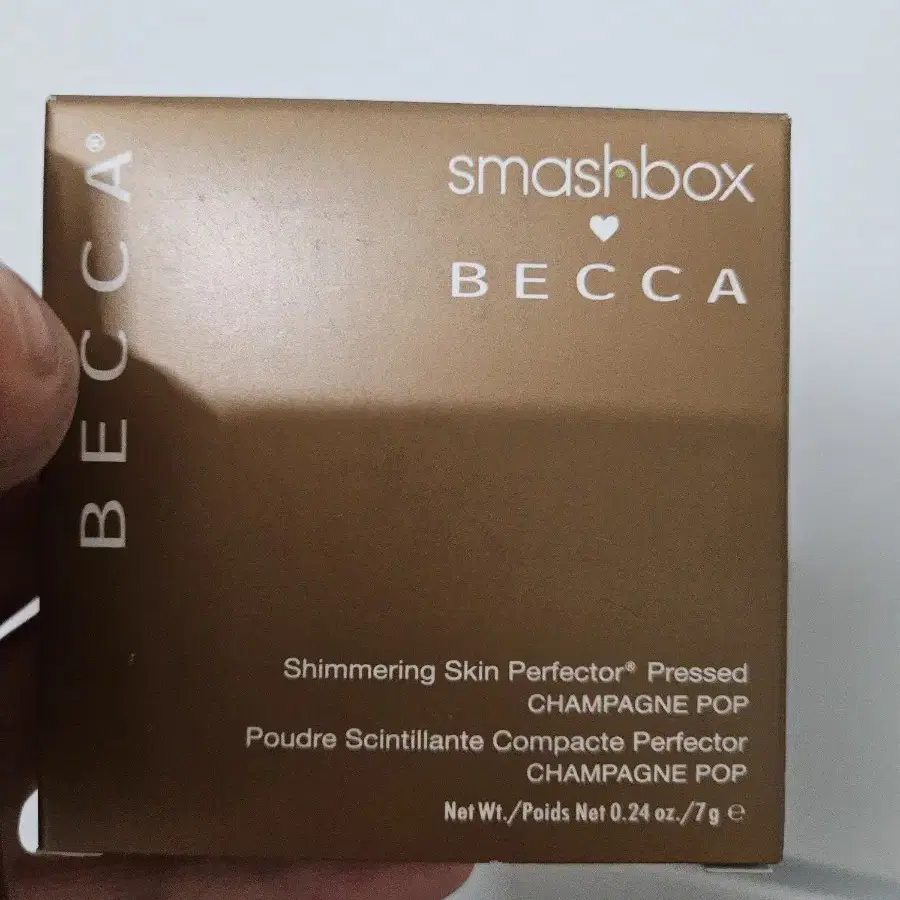 BECCA®
smashbox
BECCA
Shimmering Skin Perfector® Pressed
CHAMPAGNE POP
Poudre Scintillante Compacte Perfector
CHAMPAGNE POP
Net Wt./Poids Net 0.24 oz./7 g ℮